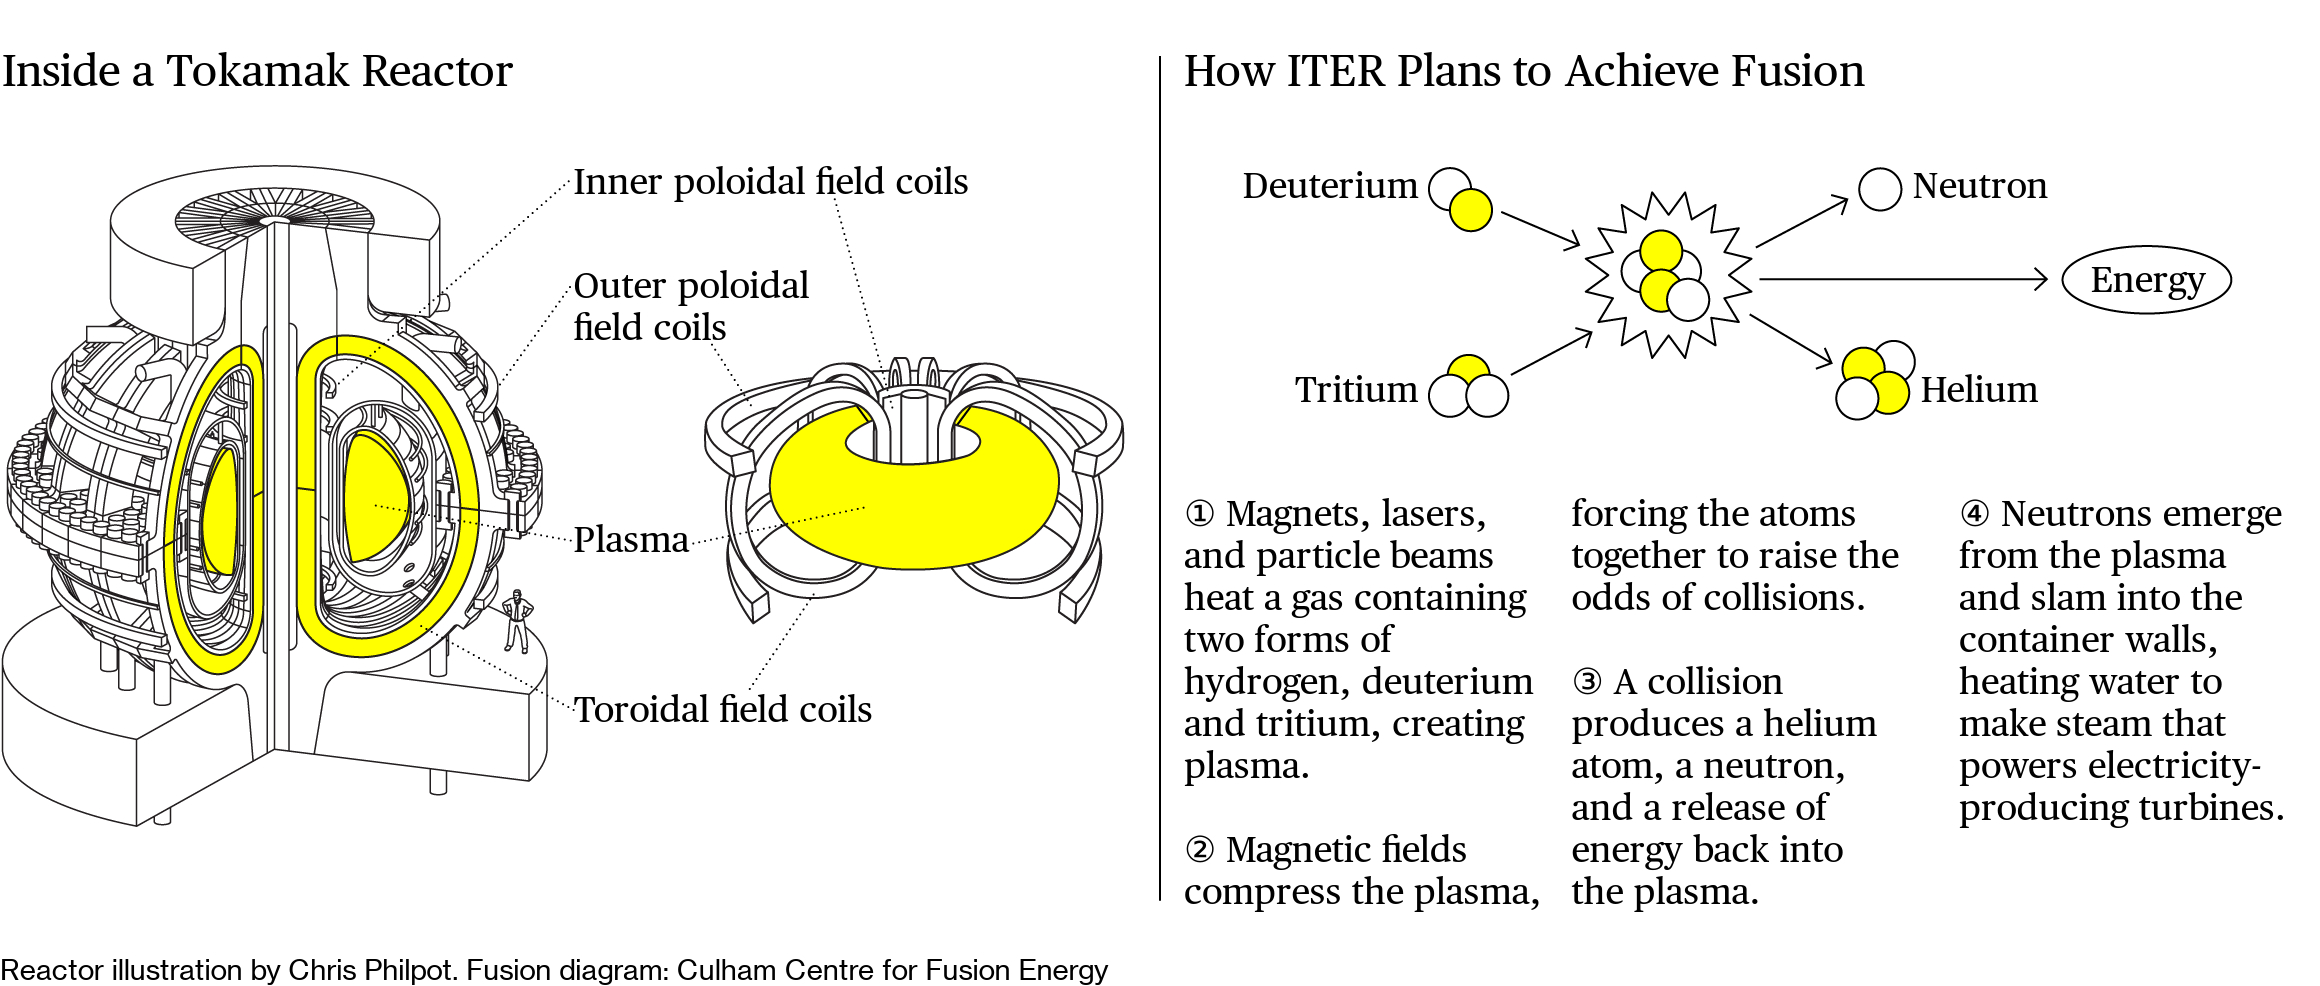 Inside a Tokamak Reactor
Inner poloidal field coils
Outer poloidal
field coils
Plasma
Toroidal field coils
How ITER Plans to Achieve Fusion
Deuterium
Tritium
Neutron
Energy
Helium
① Magnets, lasers,
and particle beams
heat a gas containing
two forms of
hydrogen, deuterium
and tritium, creating
plasma.
② Magnetic fields
compress the plasma,
forcing the atoms
together to raise the
odds of collisions.
③ A collision
produces a helium
atom, a neutron,
and a release of
energy back into
the plasma.
④ Neutrons emerge
from the plasma
and slam into the
container walls,
heating water to
make steam that
powers electricity-
producing turbines.
Reactor illustration by Chris Philpot. Fusion diagram: Culham Centre for Fusion Energy